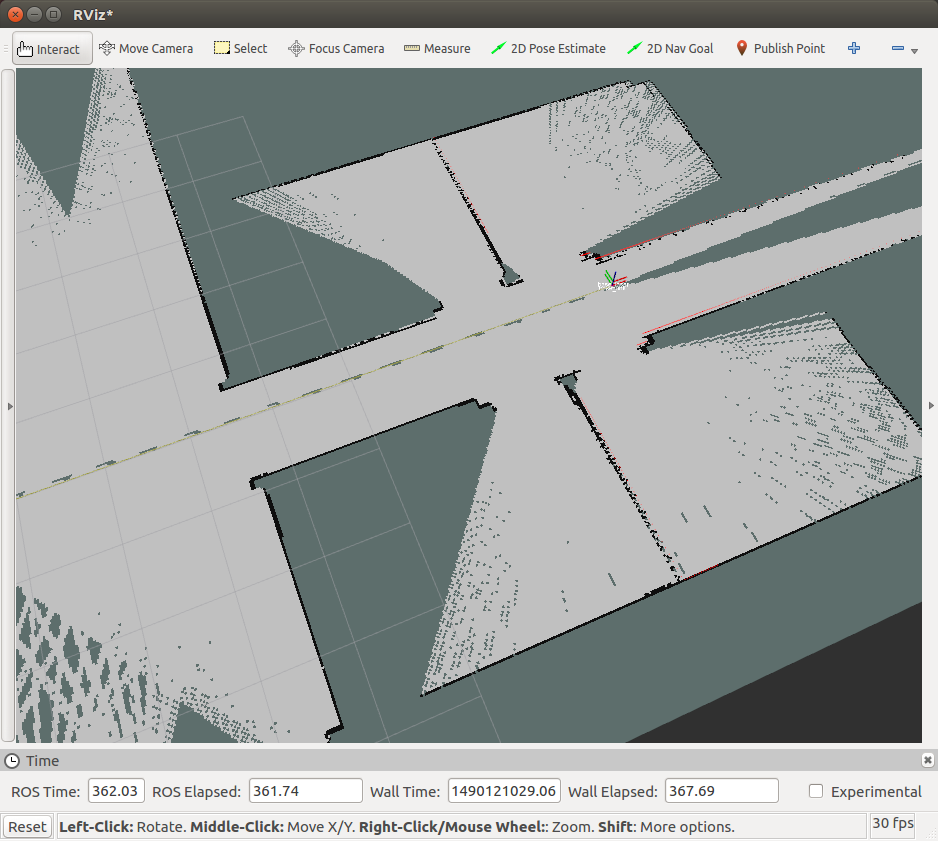 RViz*
Interact Move Camera Select Focus Camera Measure 2D Pose Estimate 2D Nav Goal Publish Point
Time
ROS Time: 362.03 ROS Elapsed: 361.74 Wall Time: 1490121029.06 Wall Elapsed: 367.69 Experimental
Reset Left-Click: Rotate. Middle-Click: Move X/Y. Right-Click/Mouse Wheel:: Zoom. Shift: More options. 30 fps